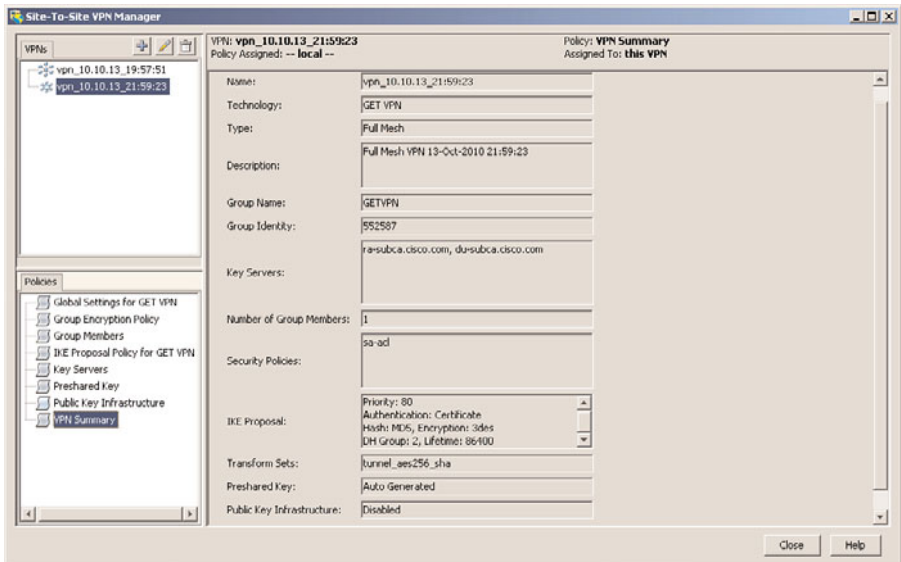 Site-To-Site VPN Manager
VPNs
vpn_10.10.13_19:57:51
vpn_10.10.13_21:59:23
Policies
Global Settings for GET VPN
Group Encryption Policy
Group Members
IKE Proposal Policy for GET VPN
Key Servers
Preshared Key
Public Key Infrastructure
VPN Summary
VPN: vpn_10.10.13_21:59:23
Policy Assigned: -- local --
Policy: VPN Summary
Assigned To: this VPN
Name: vpn_10.10.13_21:59:23
Technology: GET VPN
Type: Full Mesh
Description: Full Mesh VPN 13-Oct-2010 21:59:23
Group Name: GETVPN
Group Identity: 552587
Key Servers: ra-subca.cisco.com, du-subca.cisco.com
Number of Group Members: 1
Security Policies: sa-acl
IKE Proposal: Priority: 80
Authentication: Certificate
Hash: MD5, Encryption: 3des
DH Group: 2, Lifetime: 86400
Transform Sets: tunnel_aes256_sha
Preshared Key: Auto Generated
Public Key Infrastructure: Disabled
Close
Help